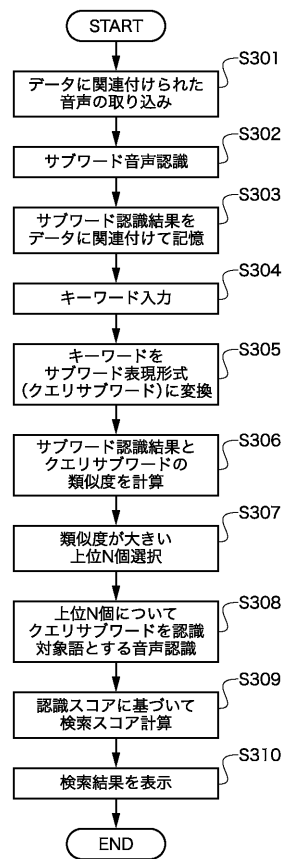 START
S301
データに関連付けられた
音声の取り込み
S302
サブワード音声認識
S303
サブワード認識結果を
データに関連付けて記憶
S304
キーワード入力
S305
キーワードを
サブワード表現形式
(クエリサブワード)に変換
S306
サブワード認識結果と
クエリサブワードの
類似度を計算
S307
類似度が大きい
上位N個選択
S308
上位N個について
クエリサブワードを認識
対象語とする音声認識
S309
認識スコアに基づいて
検索スコア計算
S310
検索結果を表示
END